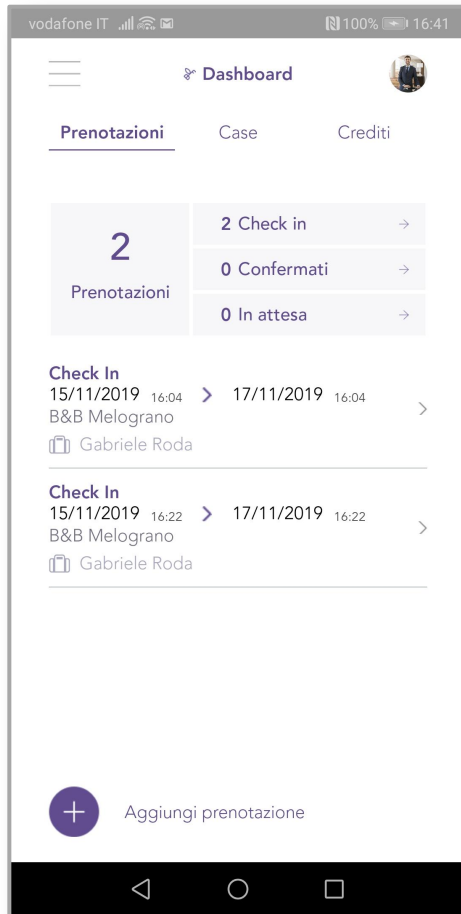 vodafone IT 100% 16:41
Dashboard
Prenotazioni Case Crediti
2
Prenotazioni
2 Check in
0 Confermati
0 In attesa
Check In
15/11/2019 16:04 17/11/2019 16:04
B&B Melograno
Gabriele Roda
Check In
15/11/2019 16:22 17/11/2019 16:22
B&B Melograno
Gabriele Roda
Aggiungi prenotazione